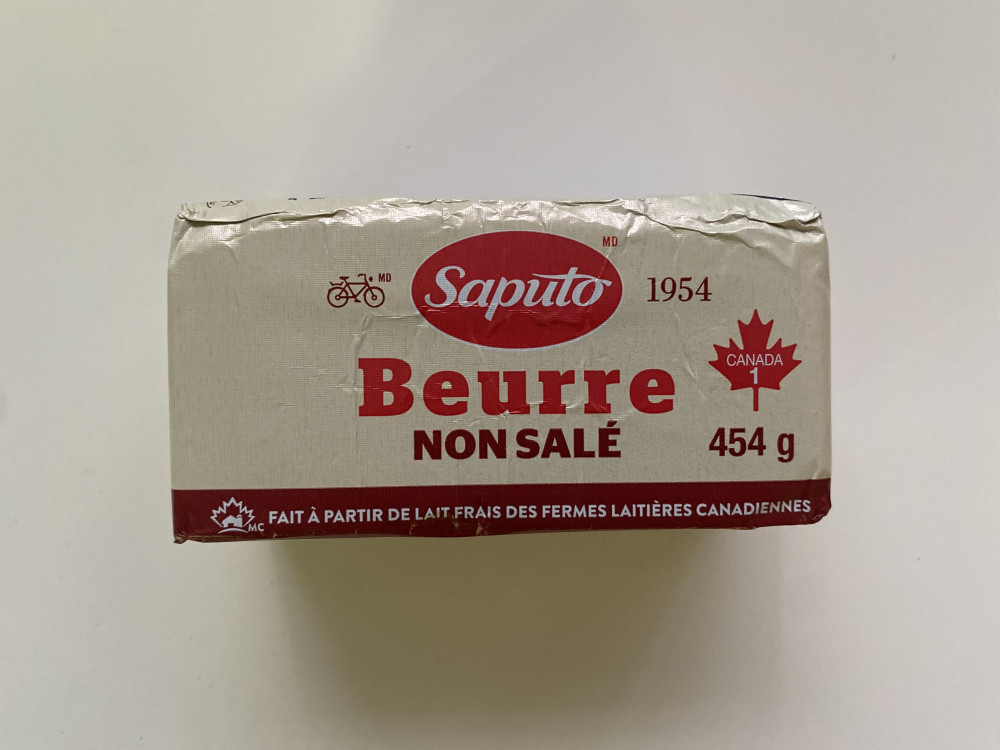 MD
Saputo
MD
1954
CANADA
1
Beurre
NON SALÉ
454 g
MC
FAIT À PARTIR DE LAIT FRAIS DES FERMES LAITIÈRES CANADIENNES